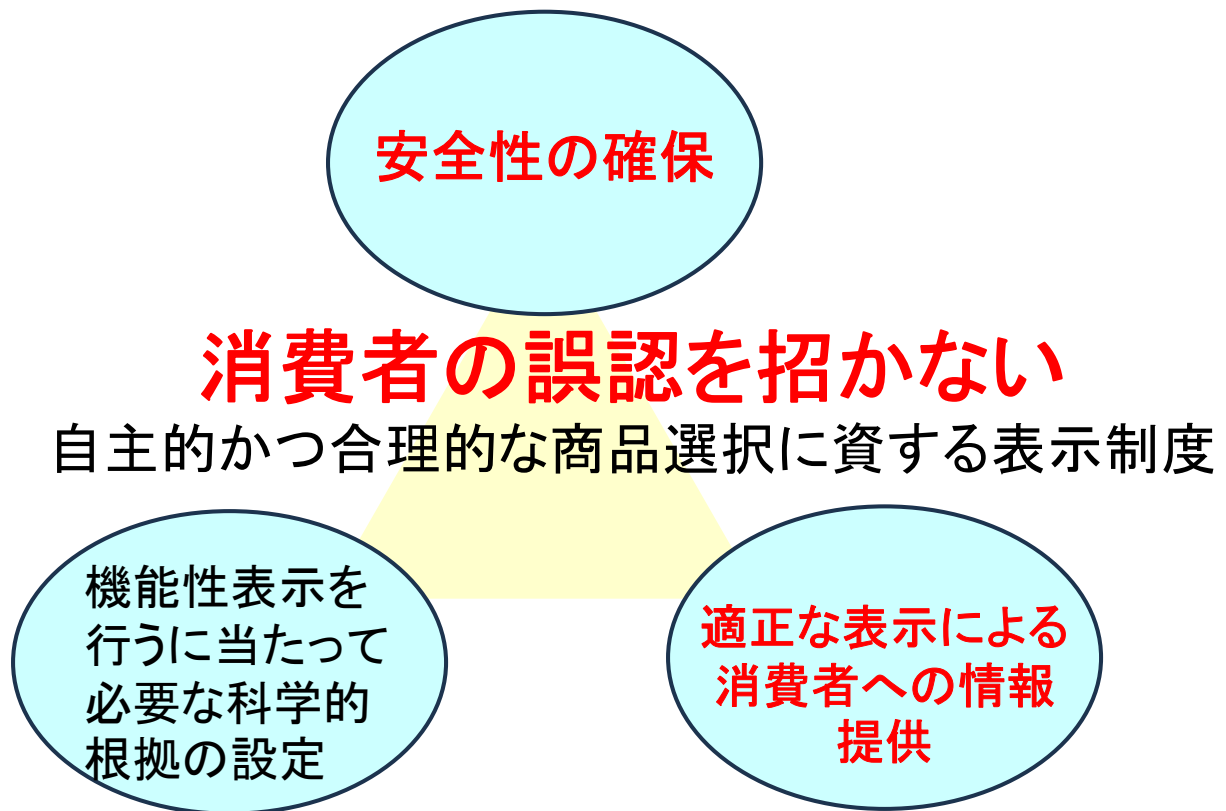 安全性の確保
消費者の誤認を招かない
自主的かつ合理的な商品選択に資する表示制度
機能性表示を
行うに当たって
必要な科学的
根拠の設定
適正な表示による
消費者への情報
提供